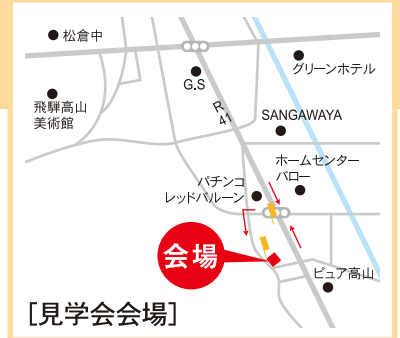 松倉中
グリーンホテル
G.S
飛騨高山
美術館
R
41
SANGAWAYA
ホームセンター
バロー
パチンコ
レッドバルーン
会場
ピュア高山
[見学会会場]